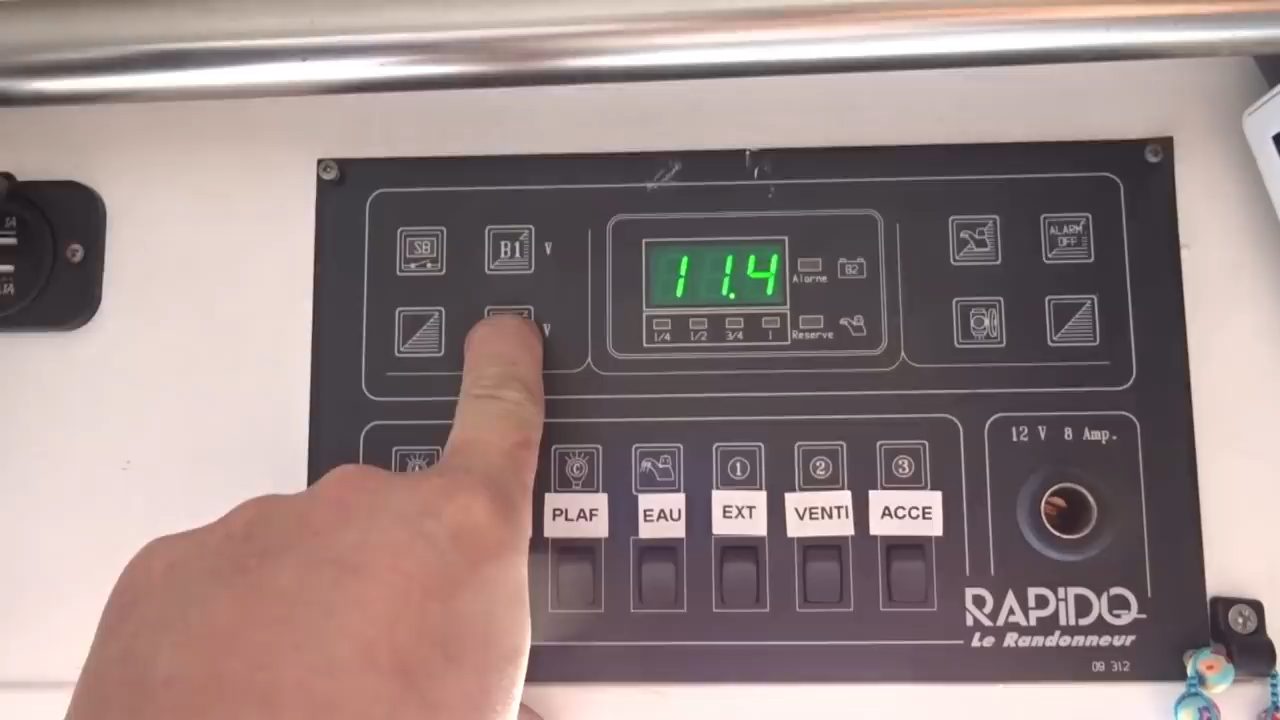 SB
B1 V
V
11.4
Alarme B2
1/4 1/2 3/4 1
Reserve
ALARM.
OFF
12 V 8 Amp.
A
C
1
2
3
PLAF
EAU
EXT
VENTI
ACCE
RAPiDO
Le Randonneur
09 312